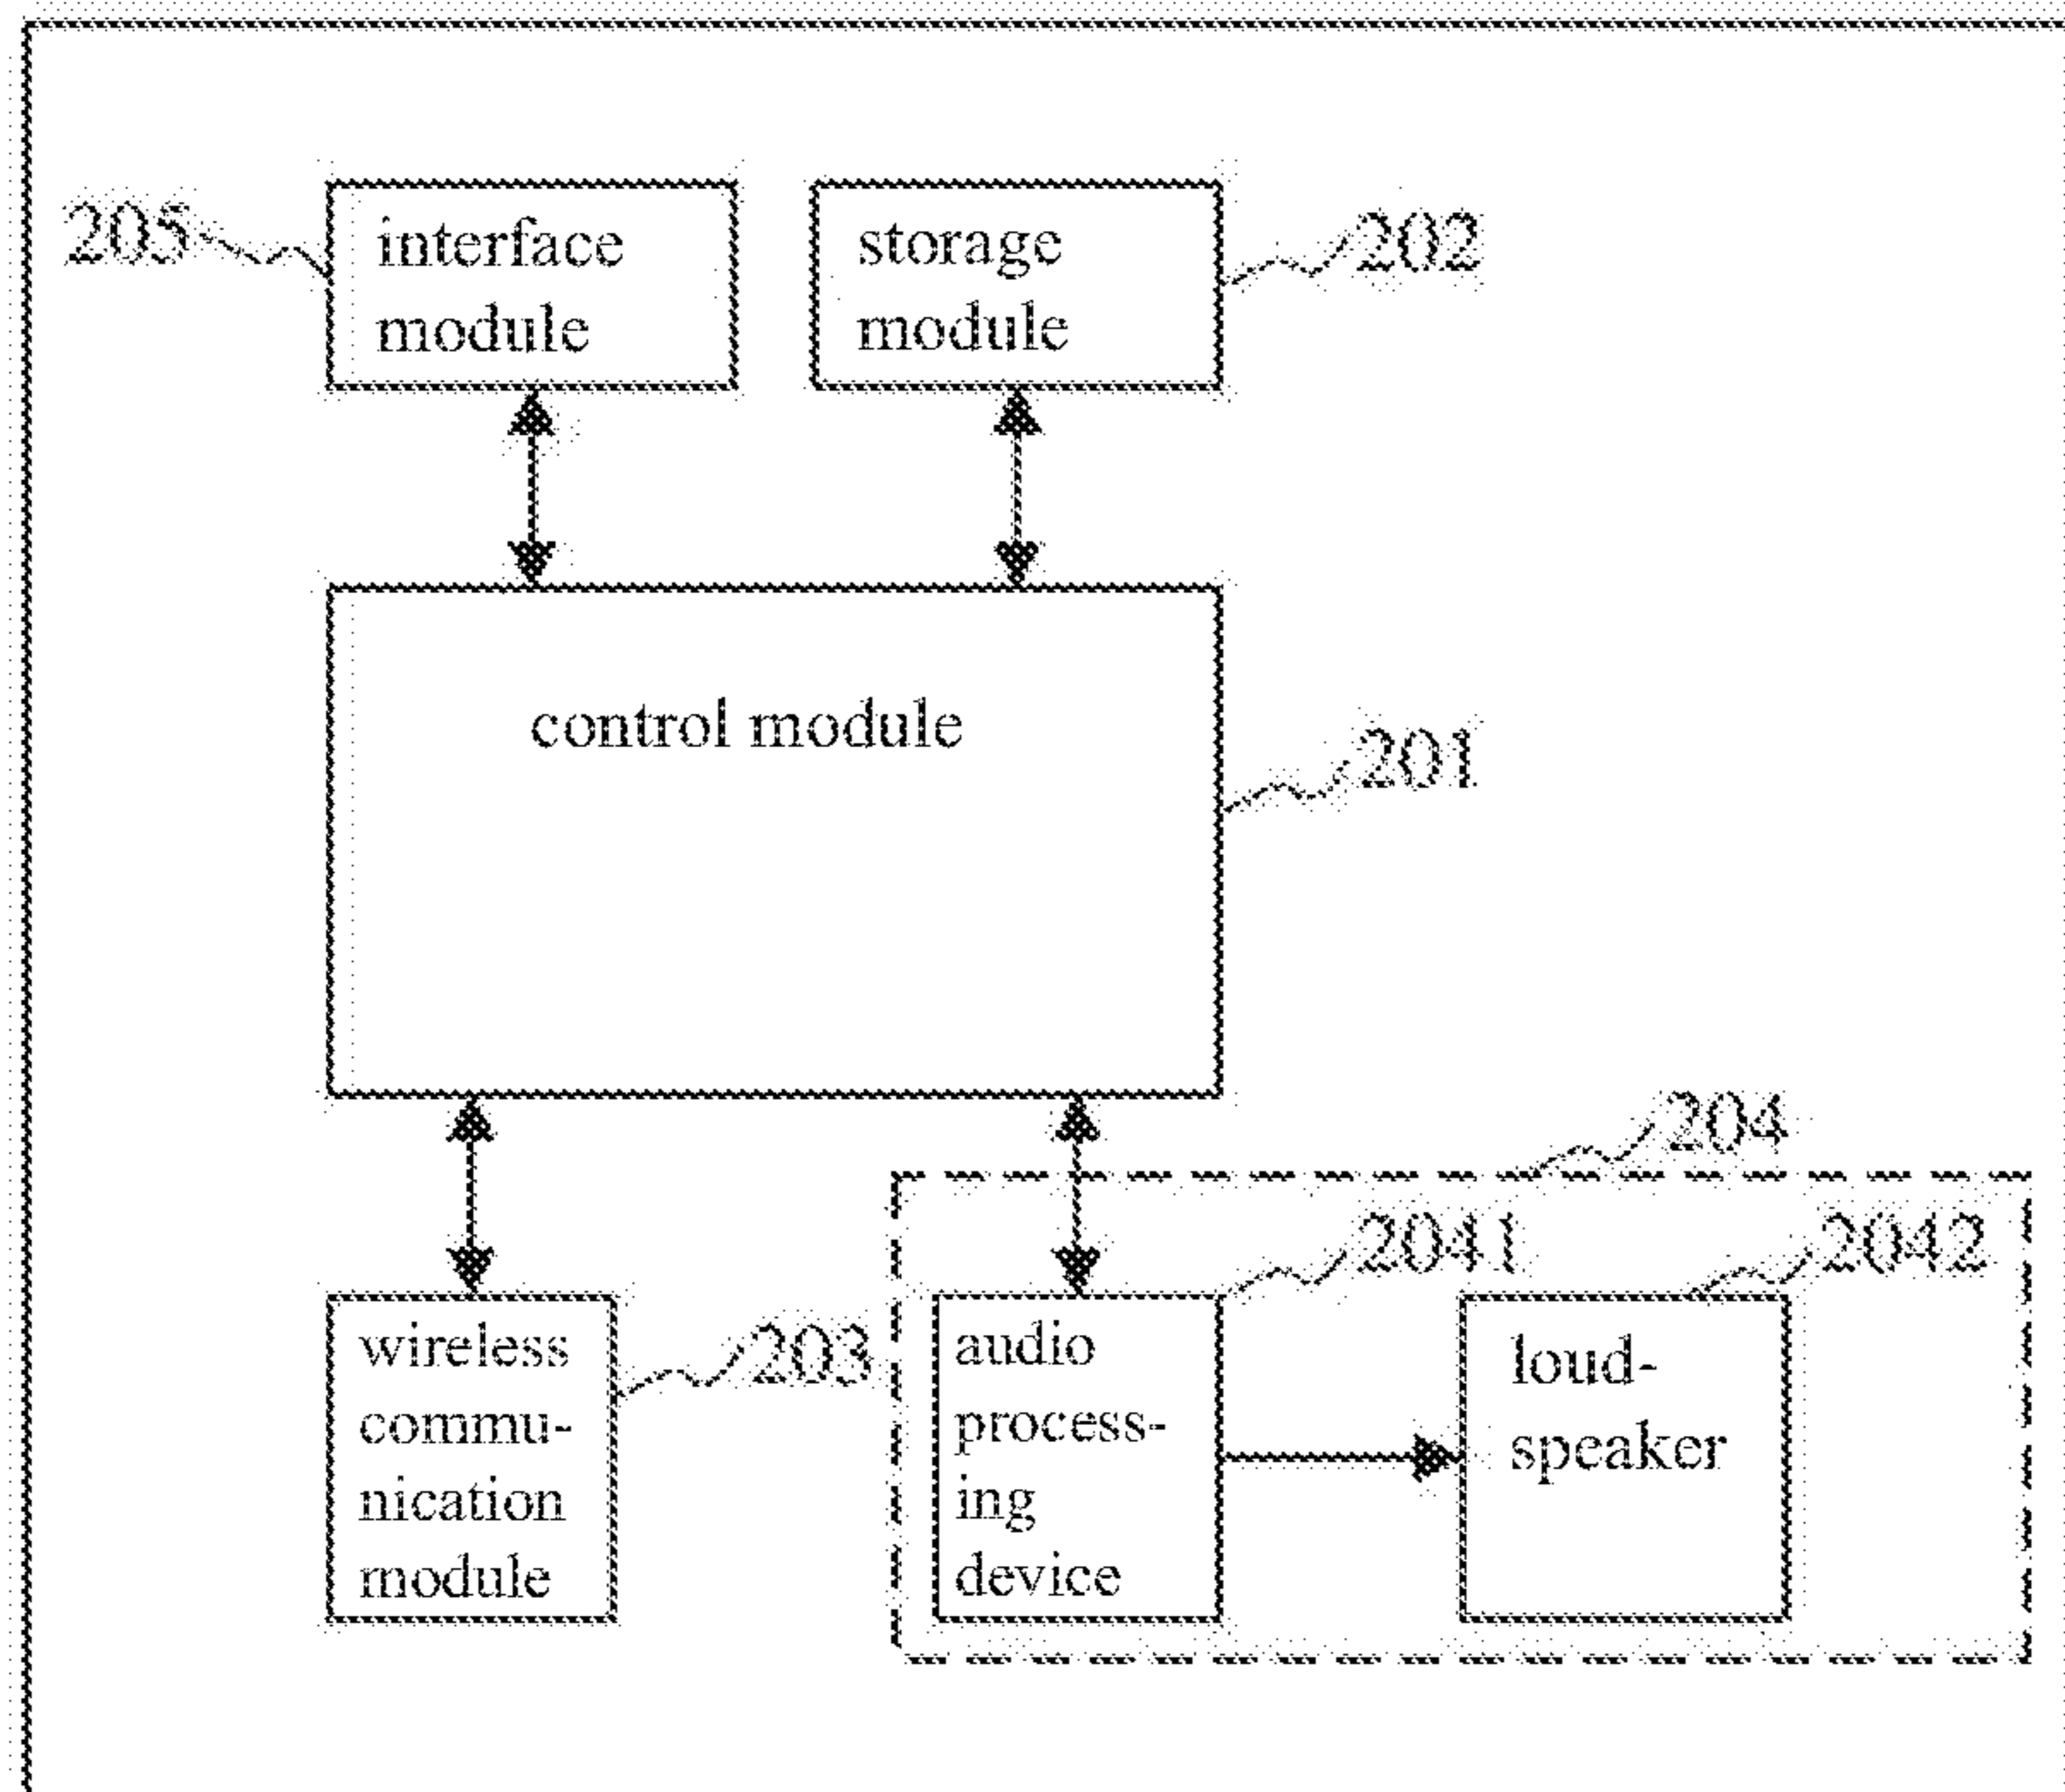 205
interface
module
storage
module
202
control module
201
204
2041
2042
wireless
commu-
nication
module
203
audio
process-
ing
device
loud-
speaker